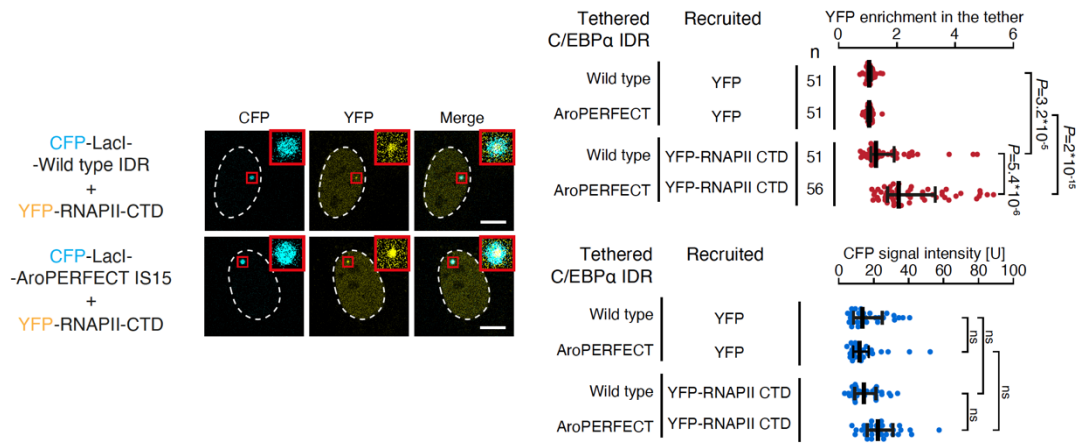 CFP YFP Merge
CFP-LacI-
-Wild type IDR
+
YFP-RNAPII-CTD
CFP-LacI-
-AroPERFECT IS15
+
YFP-RNAPII-CTD
Tethered Recruited YFP enrichment in the tether
C/EBPα IDR n 0 2 4 6
Wild type YFP 51
AroPERFECT YFP 51
Wild type YFP-RNAPII CTD 51
AroPERFECT YFP-RNAPII CTD 56
P=3.2*10-5
P=5.4*10-6
P=2*10-15
Tethered Recruited CFP signal intensity [U]
C/EBPα IDR 0 20 40 60 80 100
Wild type YFP
AroPERFECT YFP
Wild type YFP-RNAPII CTD
AroPERFECT YFP-RNAPII CTD
ns
ns
ns
ns